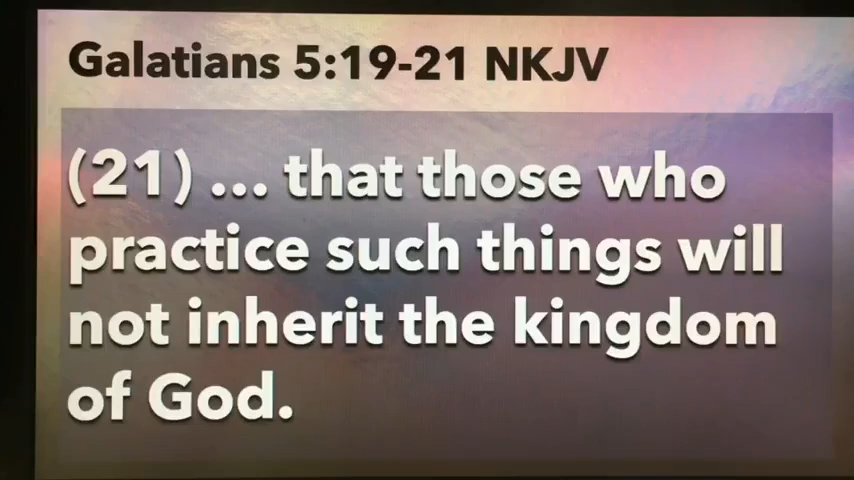 Galatians 5:19-21 NKJV
(21) ... that those who
practice such things will
not inherit the kingdom
of God.